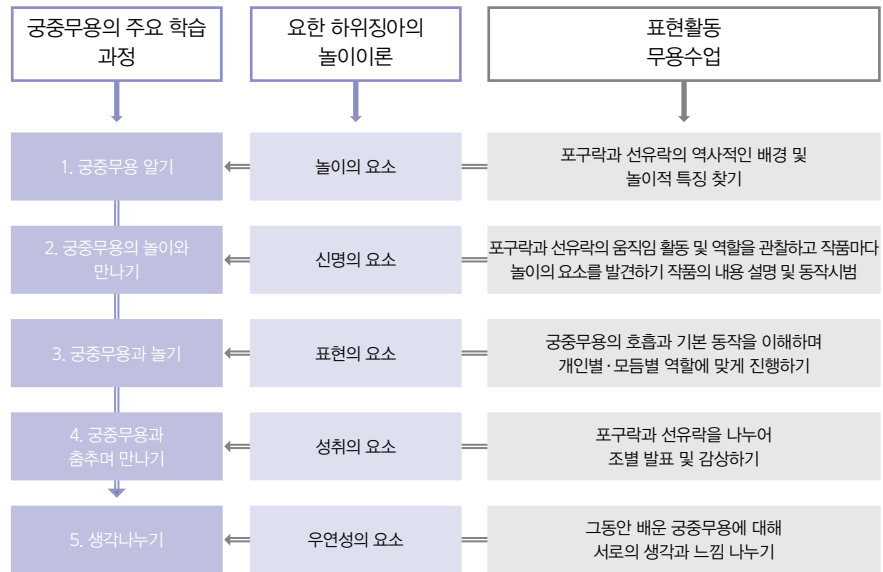 궁중무용의 주요 학습
과정
요한 하위징아의
놀이이론
표현활동
무용수업
1. 궁중무용 알기
놀이의 요소
포구락과 선유락의 역사적인 배경 및
놀이적 특징 찾기
2. 궁중무용의 놀이와
만나기
신명의 요소
포구락과 선유락의 움직임 활동 및 역할을 관찰하고 작품마다
놀이의 요소를 발견하기 작품의 내용 설명 및 동작시범
3. 궁중무용과 놀기
표현의 요소
궁중무용의 호흡과 기본 동작을 이해하며
개인별·모듬별 역할에 맞게 진행하기
4. 궁중무용과
춤추며 만나기
성취의 요소
포구락과 선유락을 나누어
조별 발표 및 감상하기
5. 생각나누기
우연성의 요소
그동안 배운 궁중무용에 대해
서로의 생각과 느낌 나누기